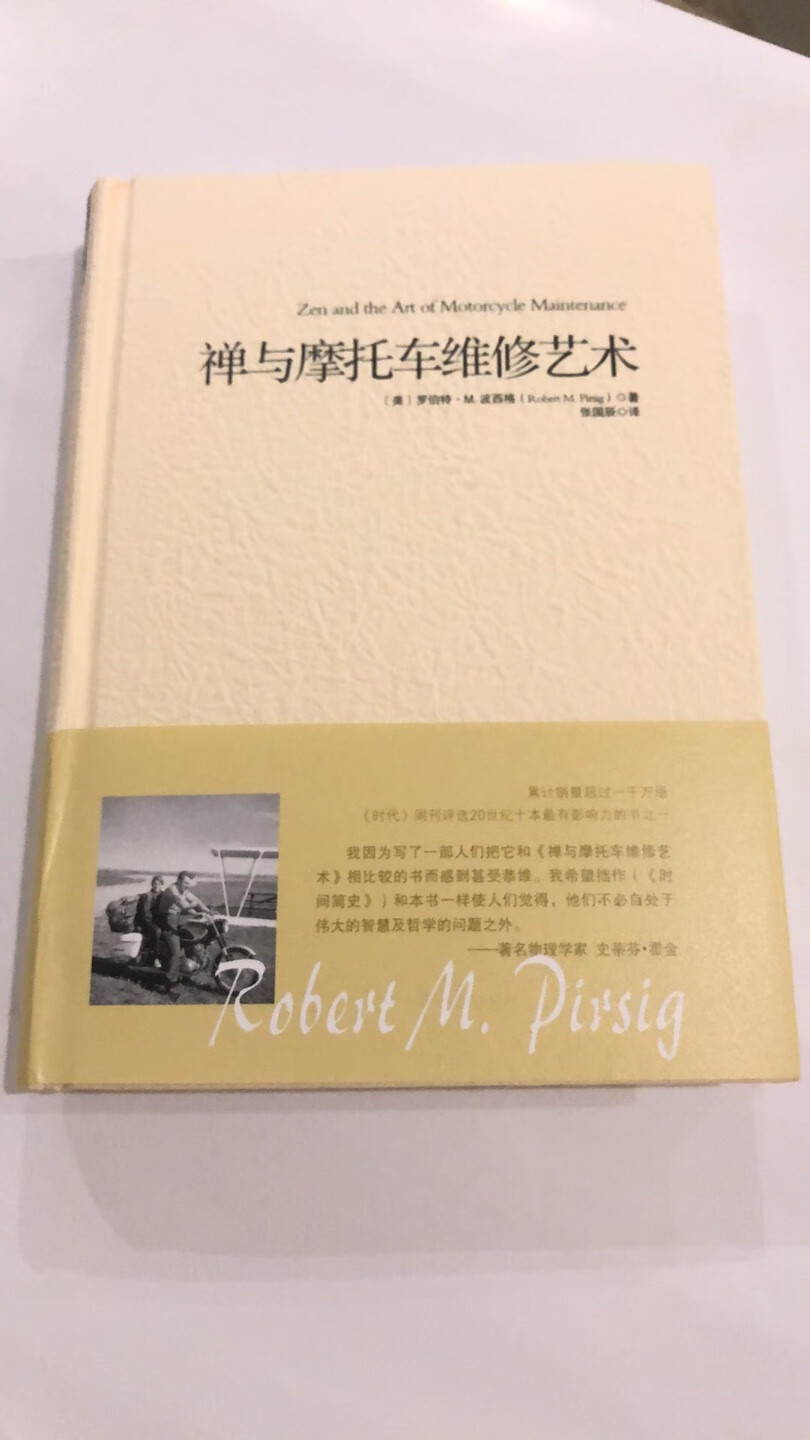 Zen and the Art of Motorcycle Maintenance
禅与摩托车维修艺术
〔美〕罗伯特·M.波西格（Robert M. Pirsig）◎著
张国辰◎译
累计销量超过一千万册
《时代》周刊评选20世纪十本最有影响力的书之一
我因为写了一部人们把它和《禅与摩托车维修艺
术》相比较的书而感到甚受恭维。我希望拙作（《时
间简史》）和本书一样使人们觉得，他们不必自处于
伟大的智慧及哲学的问题之外。
——著名物理学家 史蒂芬·霍金
Robert M. Pirsig